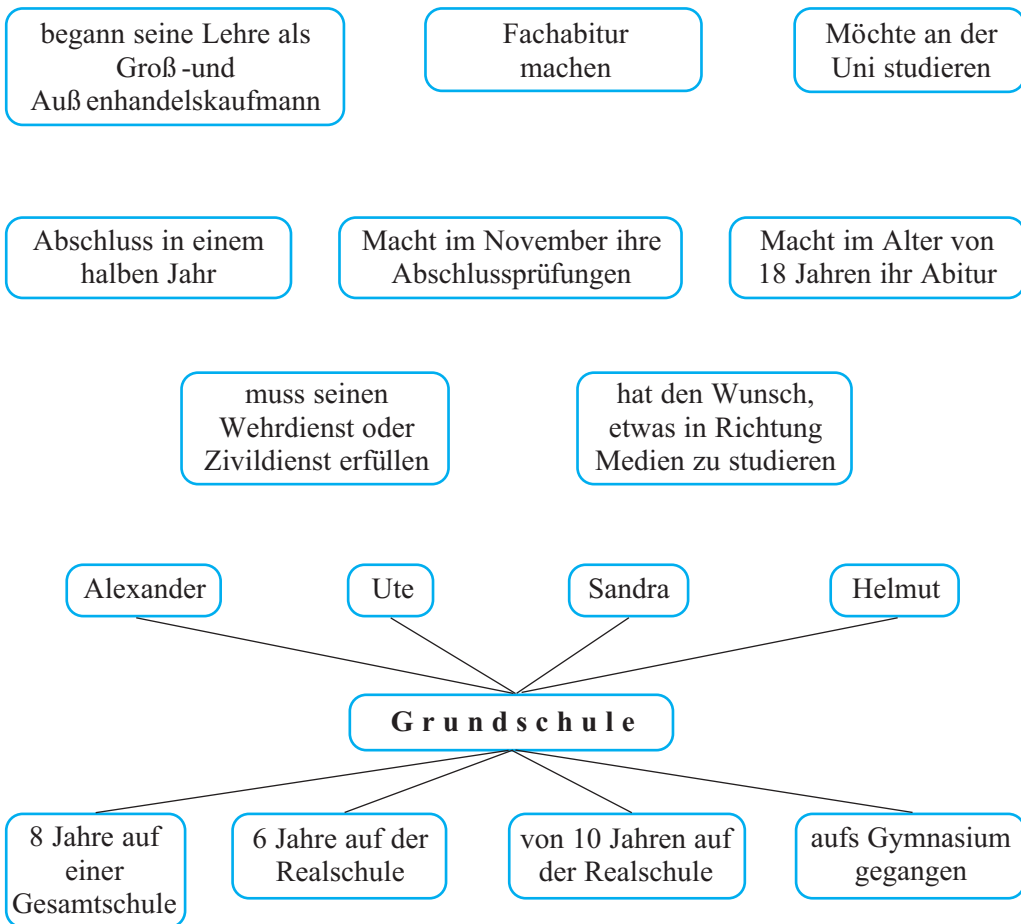 begann seine Lehre als
Groß -und
Auß enhandelskaufmann
Fachabitur
machen
Möchte an der
Uni studieren
Abschluss in einem
halben Jahr
Macht im November ihre
Abschlussprüfungen
Macht im Alter von
18 Jahren ihr Abitur
muss seinen
Wehrdienst oder
Zivildienst erfüllen
hat den Wunsch,
etwas in Richtung
Medien zu studieren
Alexander
Ute
Sandra
Helmut
Grundschule
8 Jahre auf
einer
Gesamtschule
6 Jahre auf der
Realschule
von 10 Jahren auf
der Realschule
aufs Gymnasium
gegangen